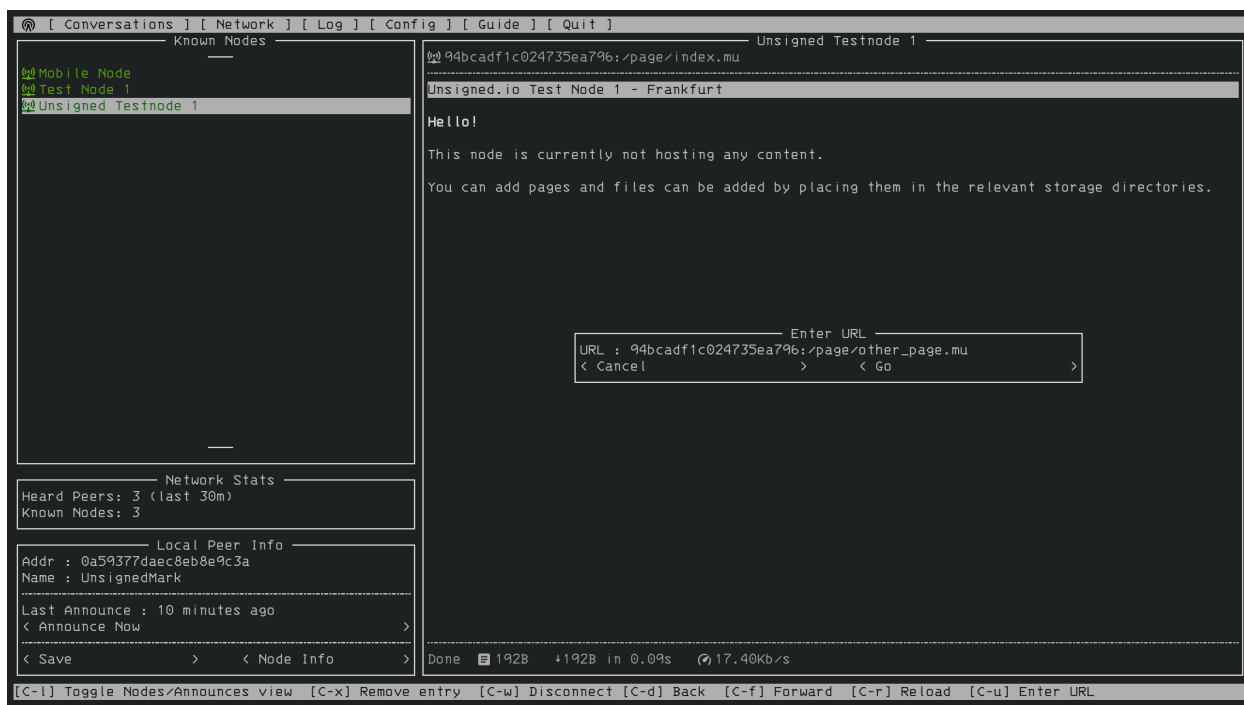 [ Conversations ] [ Network ] [ Log ] [ Config ] [ Guide ] [ Quit ]
Known Nodes
Mobile Node
Test Node 1
Unsigned Testnode 1
Network Stats
Heard Peers: 3 (last 30m)
Known Nodes: 3
Local Peer Info
Addr : 0a59377daec8eb8e9c3a
Name : UnsignedMark
Last Announce : 10 minutes ago
< Announce Now >
< Save > < Node Info >
Unsigned Testnode 1
94bcadf1c024735ea796:/page/index.mu
Unsigned.io Test Node 1 - Frankfurt
Hello!
This node is currently not hosting any content.
You can add pages and files can be added by placing them in the relevant storage directories.
Enter URL
URL : 94bcadf1c024735ea796:/page/other_page.mu
< Cancel > < Go >
Done 192B ↓192B in 0.09s 17.40Kb/s
[C-l] Toggle Nodes/Announces view [C-x] Remove entry [C-w] Disconnect [C-d] Back [C-f] Forward [C-r] Reload [C-u] Enter URL